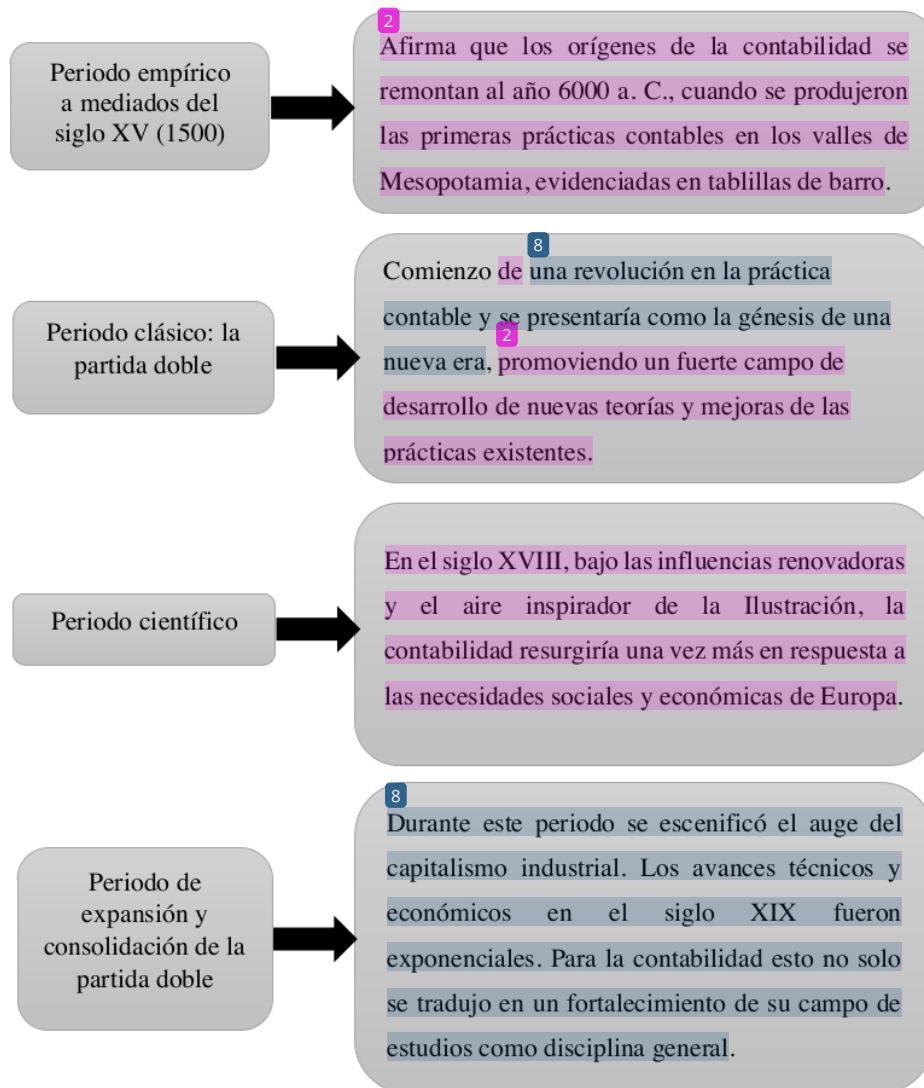 Periodo empírico
a mediados del
siglo XV (1500)
2
Afirma que los orígenes de la contabilidad se
remontan al año 6000 a. C., cuando se produjeron
las primeras prácticas contables en los valles de
Mesopotamia, evidenciadas en tablillas de barro.
Periodo clásico: la
partida doble
8
Comienzo de una revolución en la práctica
contable y se presentaría como la génesis de una
2
nueva era, promoviendo un fuerte campo de
desarrollo de nuevas teorías y mejoras de las
prácticas existentes.
Periodo científico
En el siglo XVIII, bajo las influencias renovadoras
y el aire inspirador de la Ilustración, la
contabilidad resurgiría una vez más en respuesta a
las necesidades sociales y económicas de Europa.
Periodo de
expansión y
consolidación de la
partida doble
8
Durante este periodo se escenificó el auge del
capitalismo industrial. Los avances técnicos y
económicos en el siglo XIX fueron
exponenciales. Para la contabilidad esto no solo
se tradujo en un fortalecimiento de su campo de
estudios como disciplina general.